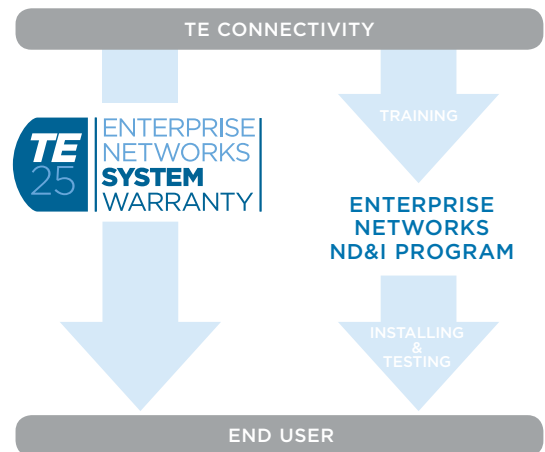 TE CONNECTIVITY
TE
25
ENTERPRISE
NETWORKS
SYSTEM
WARRANTY
TRAINING
ENTERPRISE
NETWORKS
ND&I PROGRAM
INSTALLING
&
TESTING
END USER